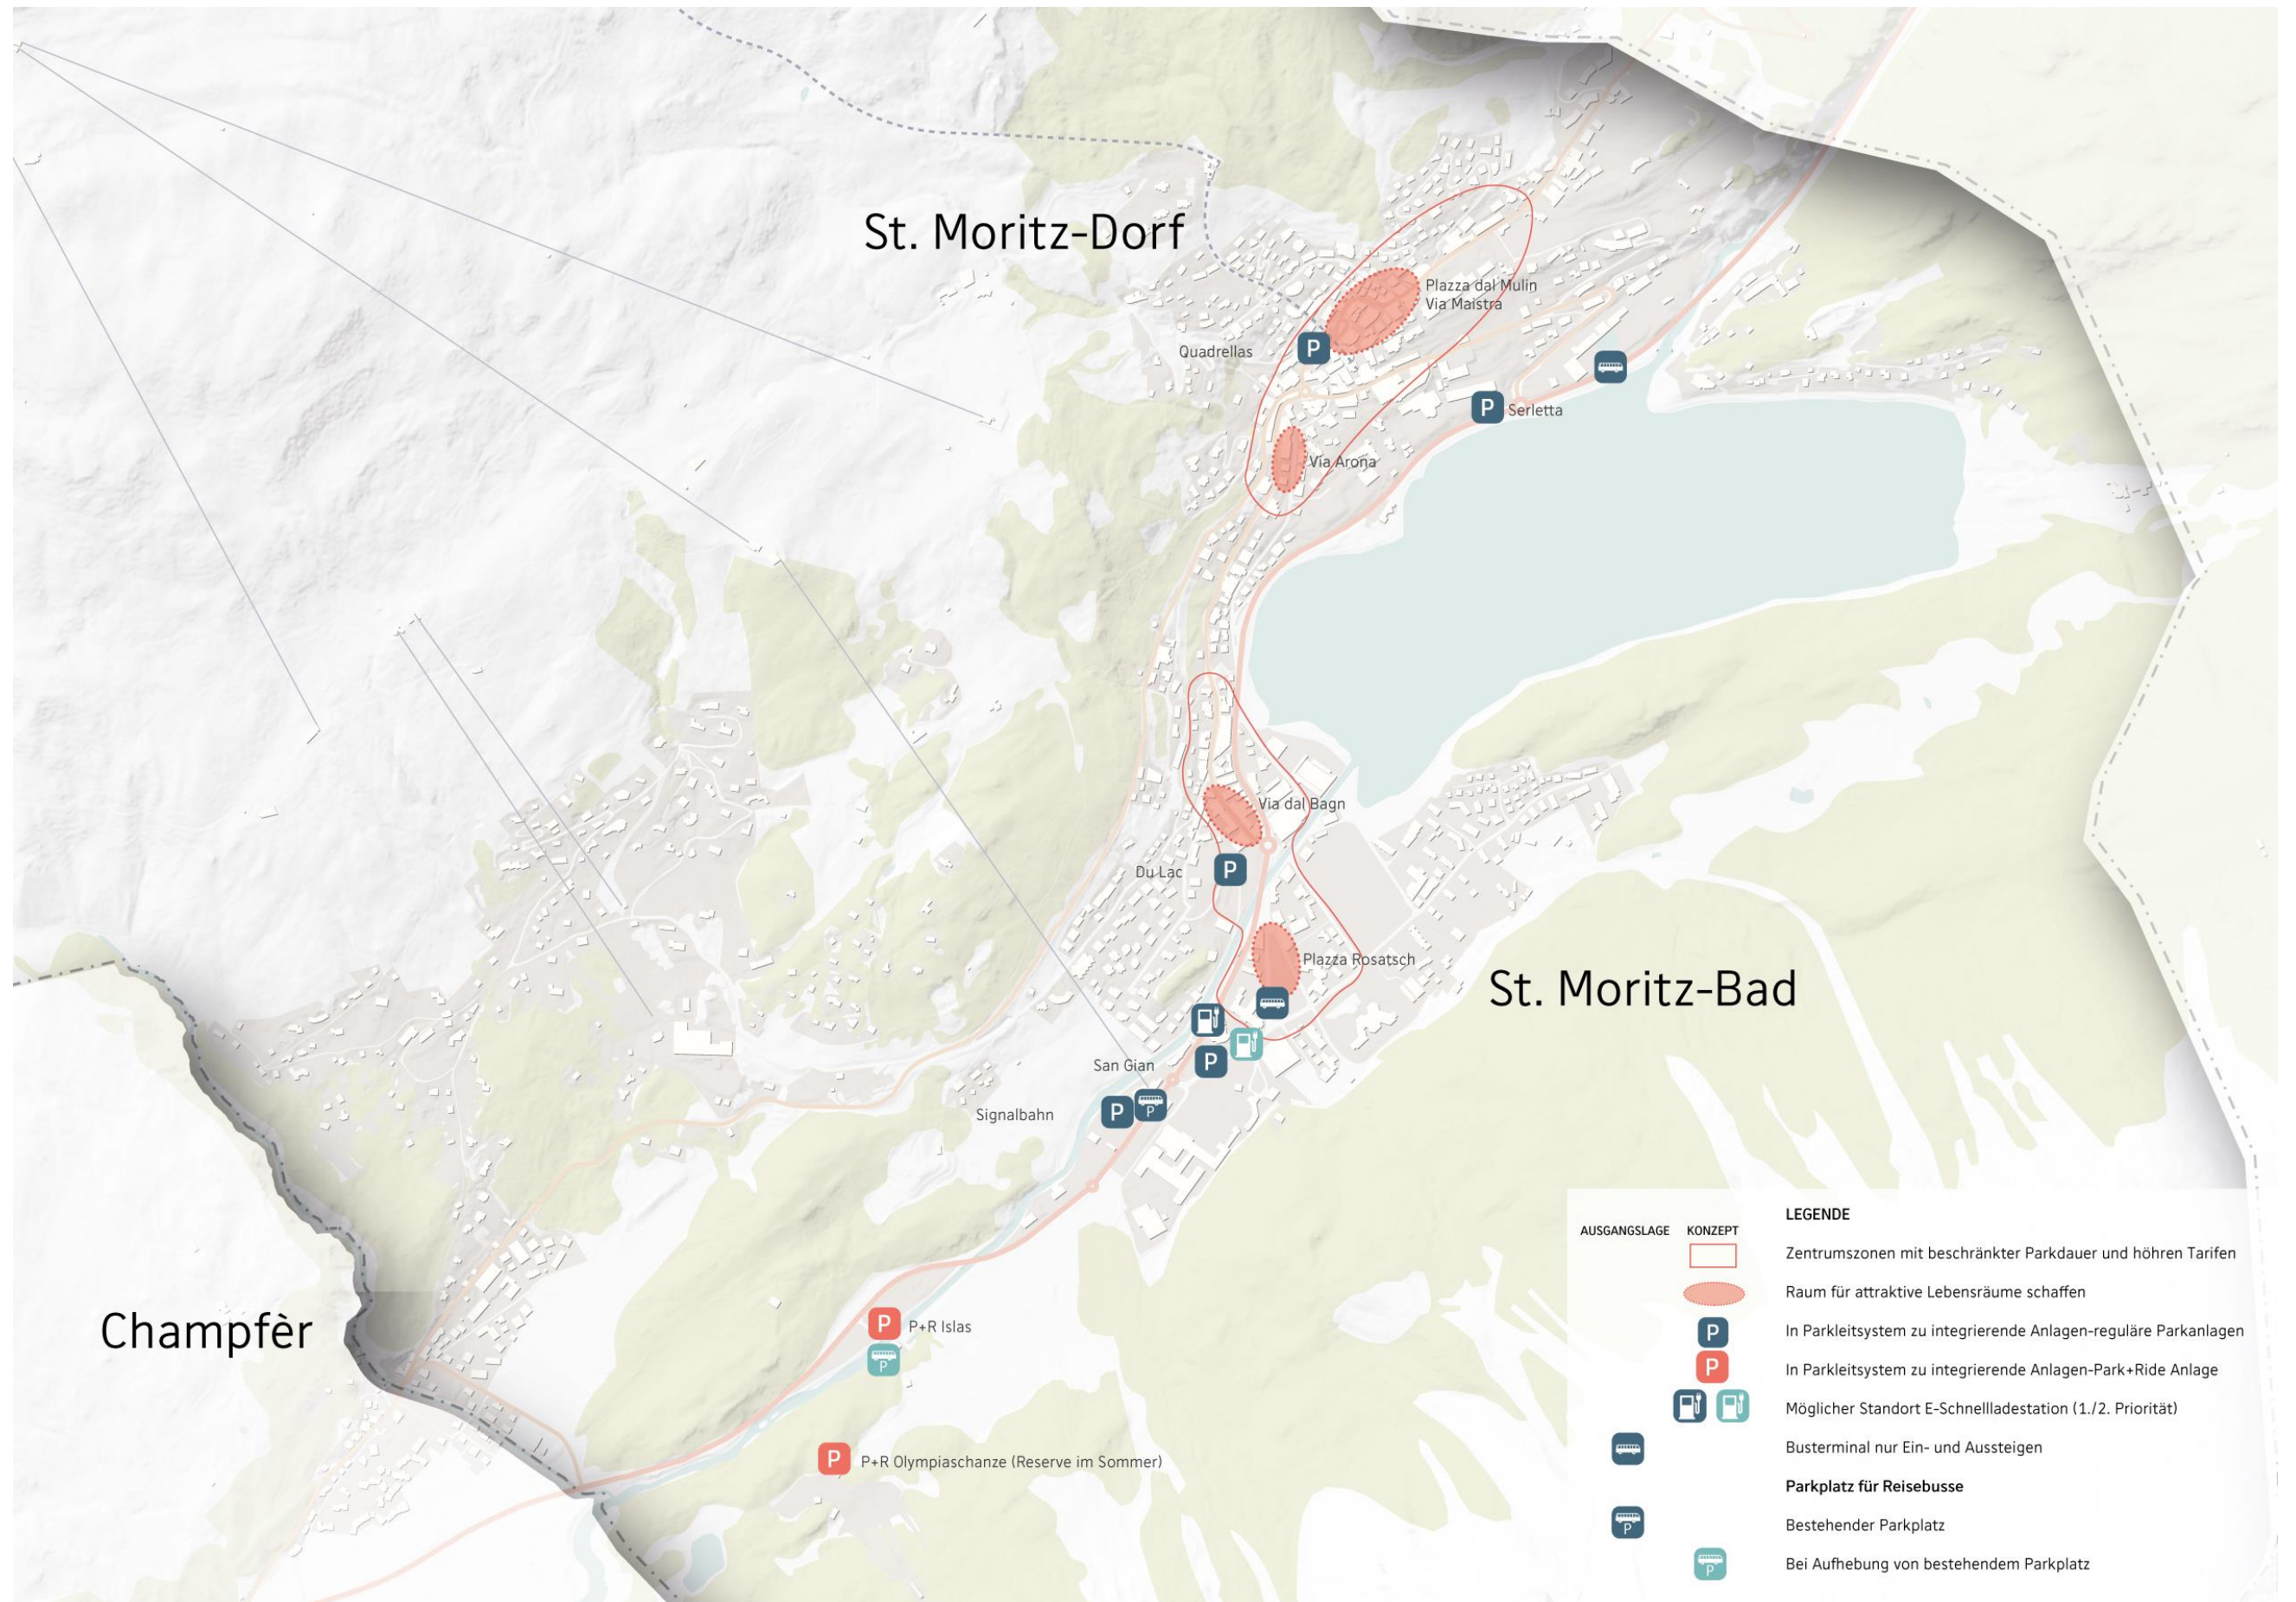 St. Moritz-Dorf
Plazza dal Mulin
Via Maistra
Quadrellas
P
P
Serletta
Via Arona
Via dal Bagn
Du Lac
P
Plazza Rosatsch
St. Moritz-Bad
San Gian
P
Signalbahn
P
P
Champfèr
P
P+R Islas
P
P
P+R Olympiaschanze (Reserve im Sommer)
LEGENDE
AUSGANGSLAGE KONZEPT
Zentrumszonen mit beschränkter Parkdauer und höhren Tarifen
Raum für attraktive Lebensräume schaffen
P In Parkleitsystem zu integrierende Anlagen-reguläre Parkanlagen
P In Parkleitsystem zu integrierende Anlagen-Park+Ride Anlage
Möglicher Standort E-Schnellladestation (1./2. Priorität)
Busterminal nur Ein- und Aussteigen
Parkplatz für Reisebusse
P Bestehender Parkplatz
P Bei Aufhebung von bestehendem Parkplatz